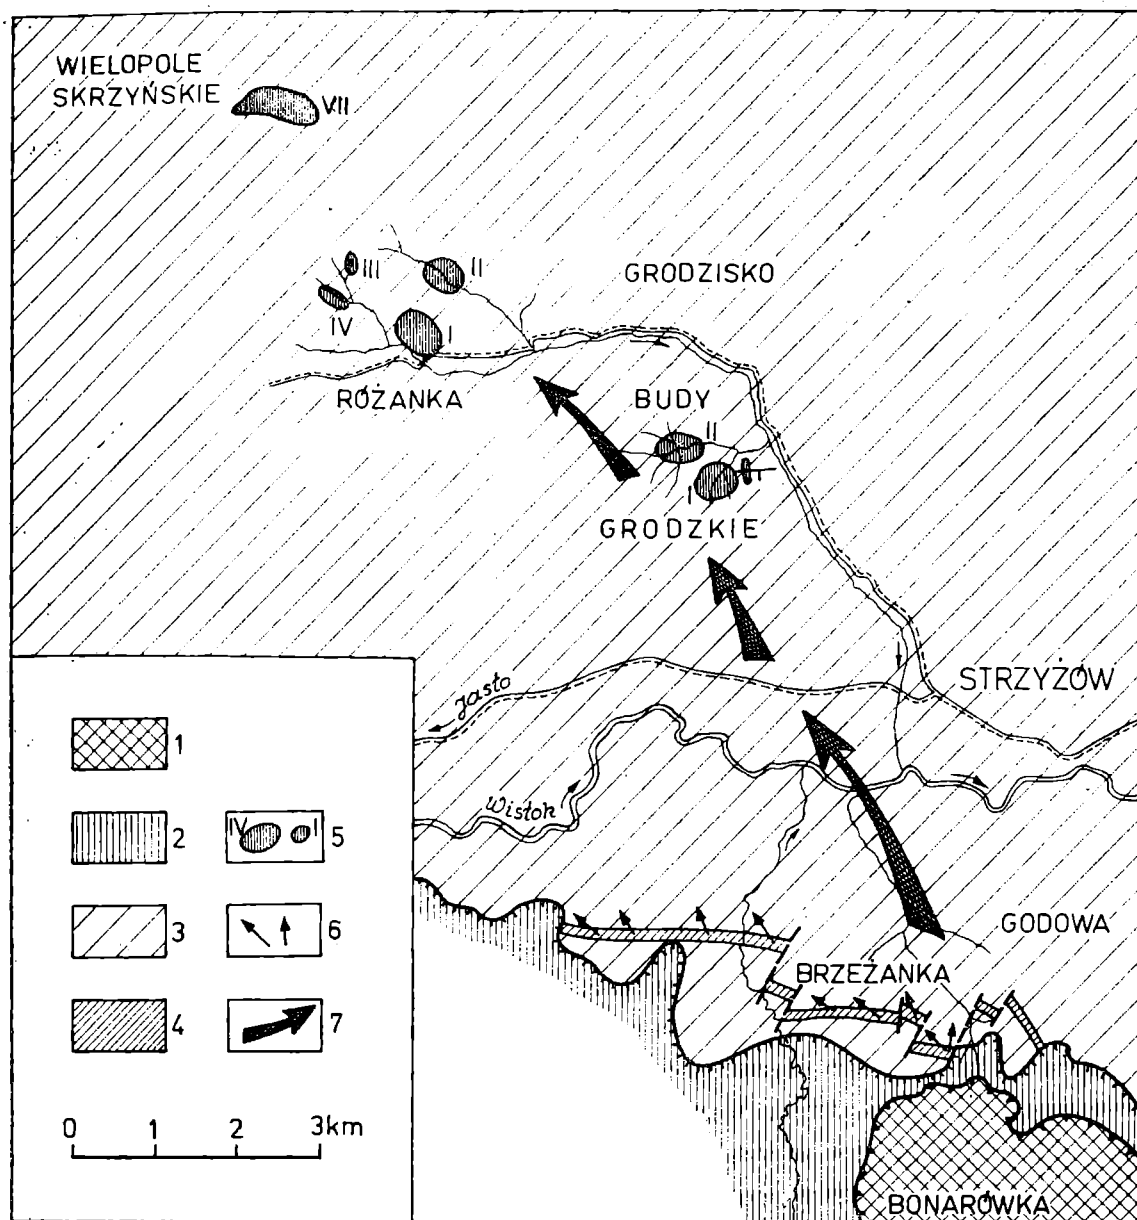 WIELOPOLE
SKRZYŃSKIE
VII
III
II
GRODZISKO
IV
I
RÓŻANKA
BUDY
II
I
I
GRODZKIE
STRZYŻÓW
Jasło
Wisłok
GODOWA
BRZEŻANKA
BONARÓWKA
1
2
IV
I
5
3
6
4
7
0 1 2 3km